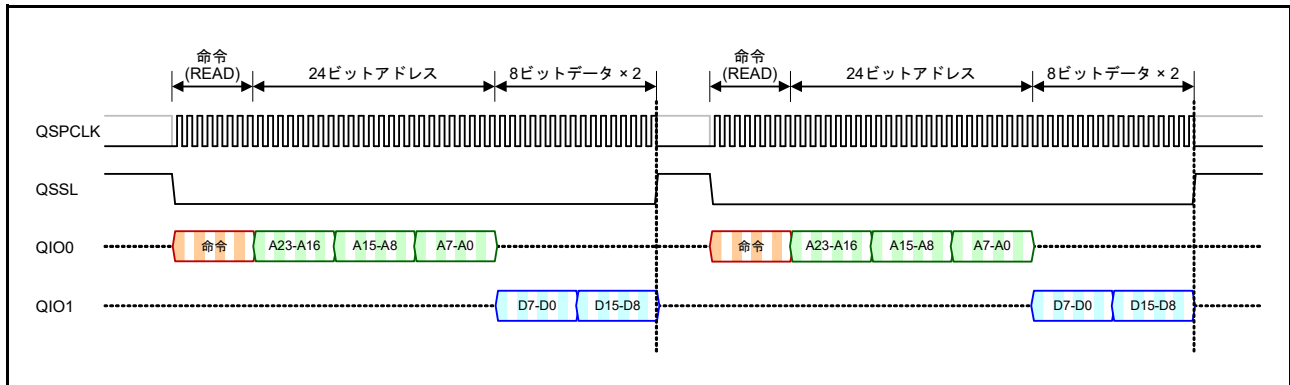 命令
(READ)
24ビットアドレス
8ビットデータ × 2
命令
(READ)
24ビットアドレス
8ビットデータ × 2
QSPCLK
QSSL
QIO0
命令
A23-A16
A15-A8
A7-A0
命令
A23-A16
A15-A8
A7-A0
QIO1
D7-D0
D15-D8
D7-D0
D15-D8